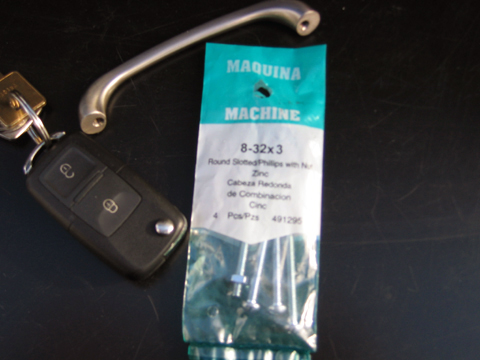 MAQUINA
MACHINE
8-32x3
Round Slotted/Phillips with Nut
Zinc
Cabeza Redonda
de Combinacion
Cinc
4 Pcs/Pzs 491295